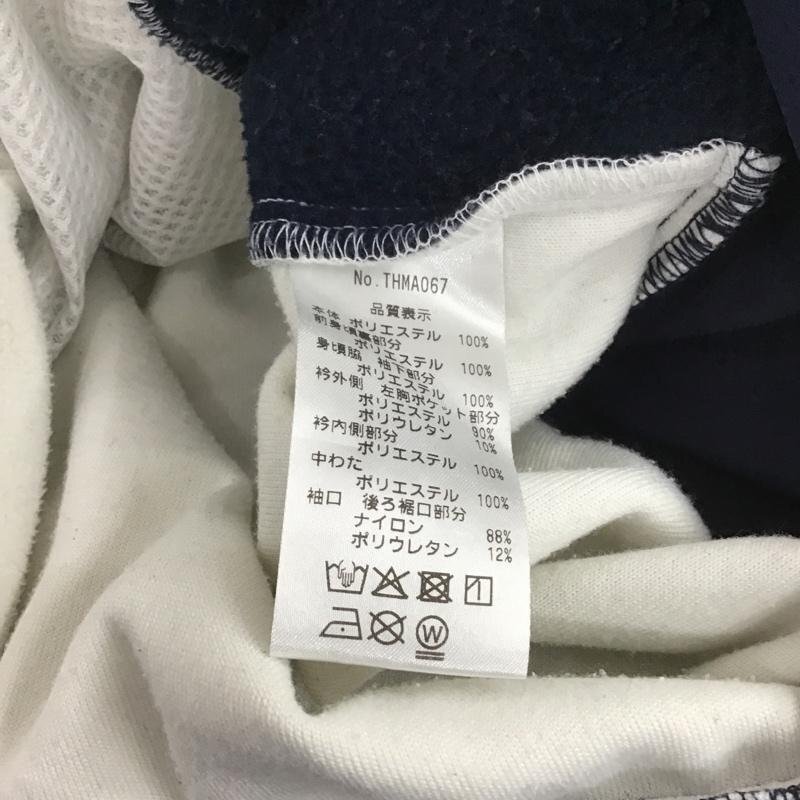 No.THMA067
品質表示
本体 ポリエステル 100%
前身頃裏部分
ポリエステル 100%
身頃脇 袖下部分
ポリエステル 100%
衿外側 左胸ポケット部分
ポリエステル 90%
ポリウレタン 10%
衿内側部分
ポリエステル 100%
中わた
ポリエステル 100%
袖口 後ろ裾口部分
ナイロン 88%
ポリウレタン 12%
W